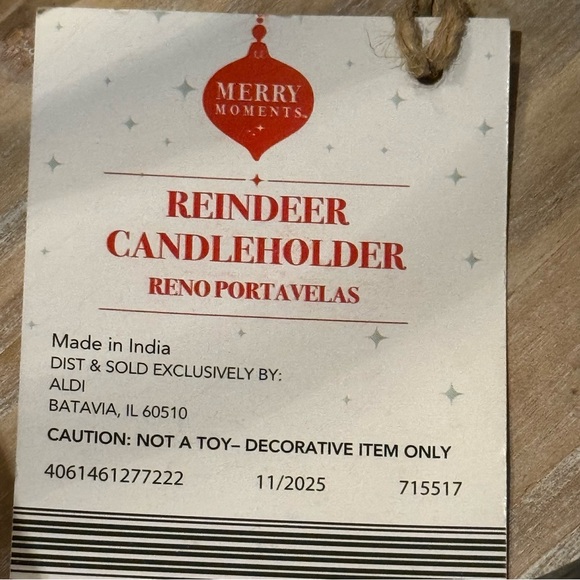 MERRY
MOMENTS™
REINDEER
CANDLEHOLDER
RENO PORTAVELAS
Made in India
DIST & SOLD EXCLUSIVELY BY:
ALDI
BATAVIA, IL 60510
CAUTION: NOT A TOY– DECORATIVE ITEM ONLY
4061461277222 11/2025 715517